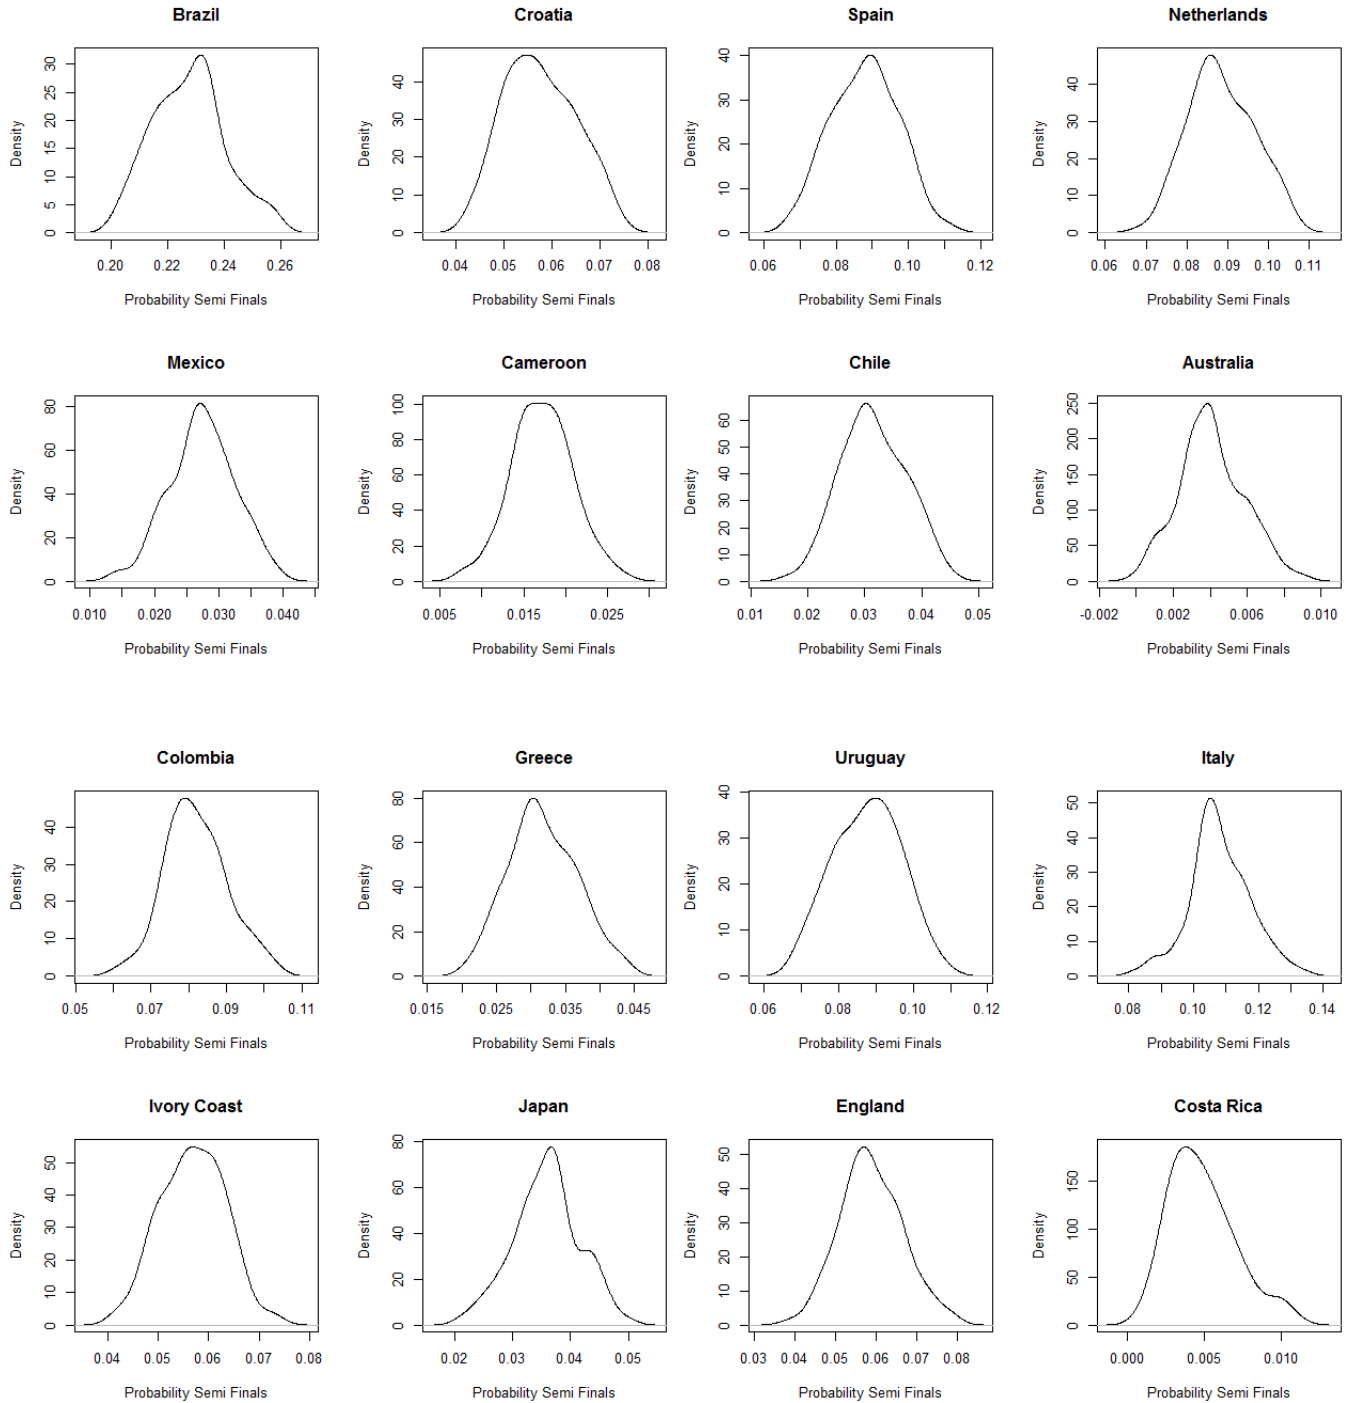 Brazil Croatia Spain Netherlands
Density 0 5 10 15 20 25 30 Density 0 10 20 30 40 Density 0 10 20 30 40 Density 0 10 20 30 40
0.20 0.22 0.24 0.26 0.04 0.05 0.06 0.07 0.08 0.06 0.08 0.10 0.12 0.06 0.07 0.08 0.09 0.10 0.11
Probability Semi Finals Probability Semi Finals Probability Semi Finals Probability Semi Finals
Mexico Cameroon Chile Australia
Density 0 20 40 60 80 Density 0 20 40 60 80 100 Density 0 10 20 30 40 50 60 Density 0 50 100 150 200 250
0.010 0.020 0.030 0.040 0.005 0.015 0.025 0.01 0.02 0.03 0.04 0.05 -0.002 0.002 0.006 0.010
Probability Semi Finals Probability Semi Finals Probability Semi Finals Probability Semi Finals
Colombia Greece Uruguay Italy
Density 0 10 20 30 40 Density 0 20 40 60 80 Density 0 10 20 30 40 Density 0 10 20 30 40 50
0.05 0.07 0.09 0.11 0.015 0.025 0.035 0.045 0.06 0.08 0.10 0.12 0.08 0.10 0.12 0.14
Probability Semi Finals Probability Semi Finals Probability Semi Finals Probability Semi Finals
Ivory Coast Japan England Costa Rica
Density 0 10 20 30 40 50 Density 0 20 40 60 80 Density 0 10 20 30 40 50 Density 0 50 100 150
0.04 0.05 0.06 0.07 0.08 0.02 0.03 0.04 0.05 0.03 0.04 0.05 0.06 0.07 0.08 0.000 0.005 0.010
Probability Semi Finals Probability Semi Finals Probability Semi Finals Probability Semi Finals